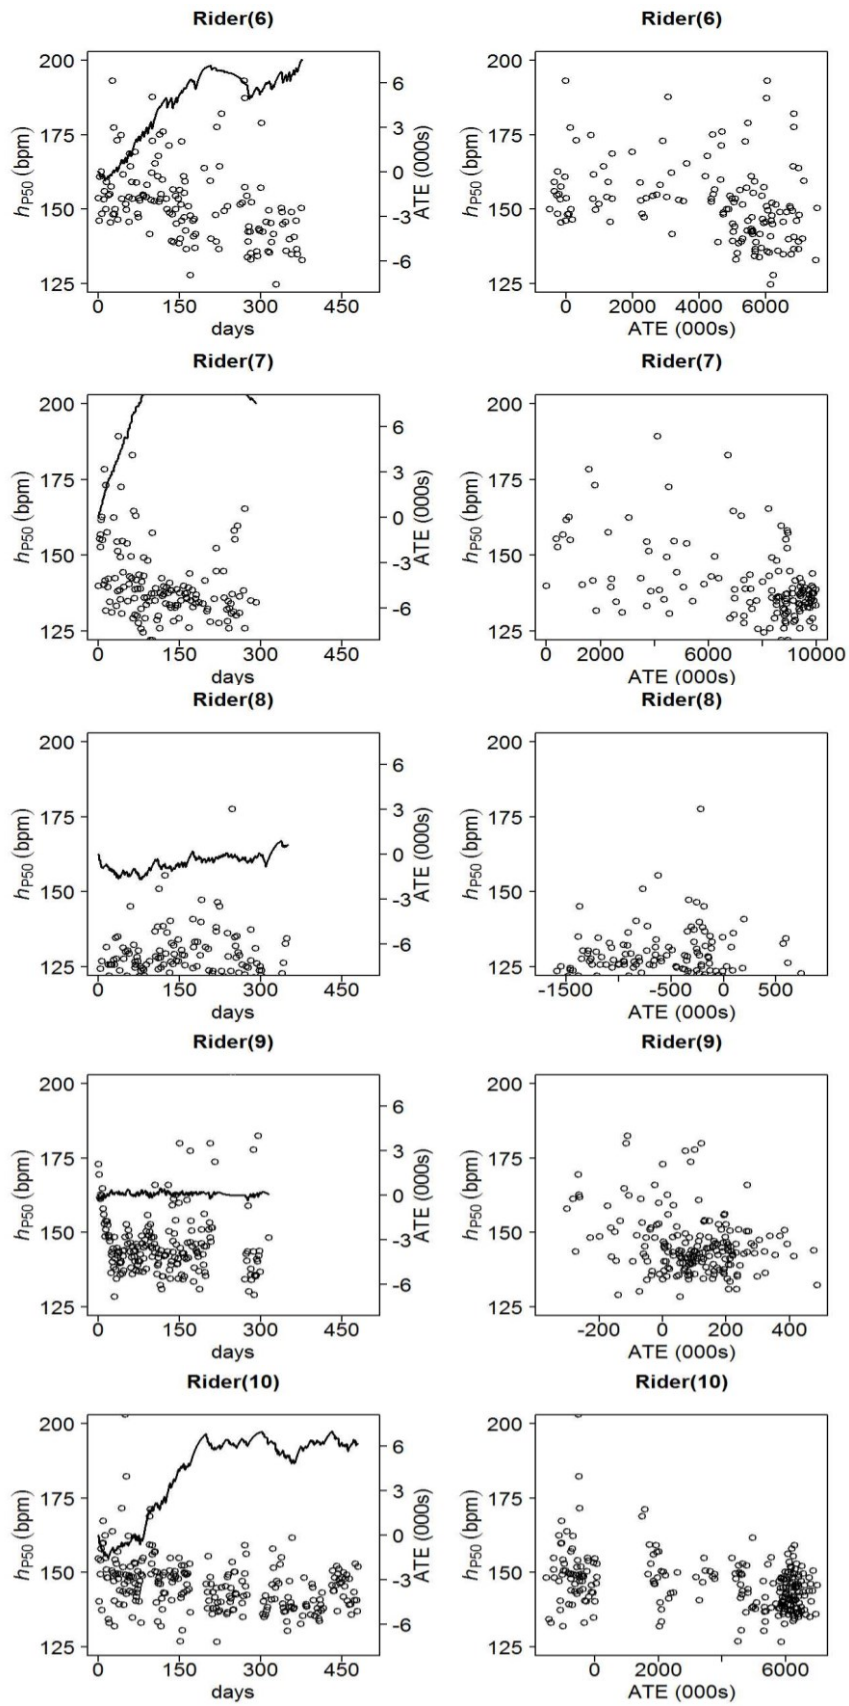 Rider(6) Rider(6)
200 200
6
175 175
3
0
150 150
-3
-6
125 125
h_P50 (bpm) ATE (000s) h_P50 (bpm)
0 150 300 450 0 2000 4000 6000
days ATE (000s)
Rider(7) Rider(7)
200 200
6
175 175
3
0
150 150
-3
-6
125 125
h_P50 (bpm) ATE (000s) h_P50 (bpm)
0 150 300 450 0 2000 6000 10000
days ATE (000s)
Rider(8) Rider(8)
200 200
6
175 175
3
0
150 150
-3
-6
125 125
h_P50 (bpm) ATE (000s) h_P50 (bpm)
0 150 300 450 -1500 -500 0 500
days ATE (000s)
Rider(9) Rider(9)
200 200
6
175 175
3
0
150 150
-3
-6
125 125
h_P50 (bpm) ATE (000s) h_P50 (bpm)
0 150 300 450 -200 0 200 400
days ATE (000s)
Rider(10) Rider(10)
200 200
6
175 175
3
0
150 150
-3
-6
125 125
h_P50 (bpm) ATE (000s) h_P50 (bpm)
0 150 300 450 0 2000 6000
days ATE (000s)